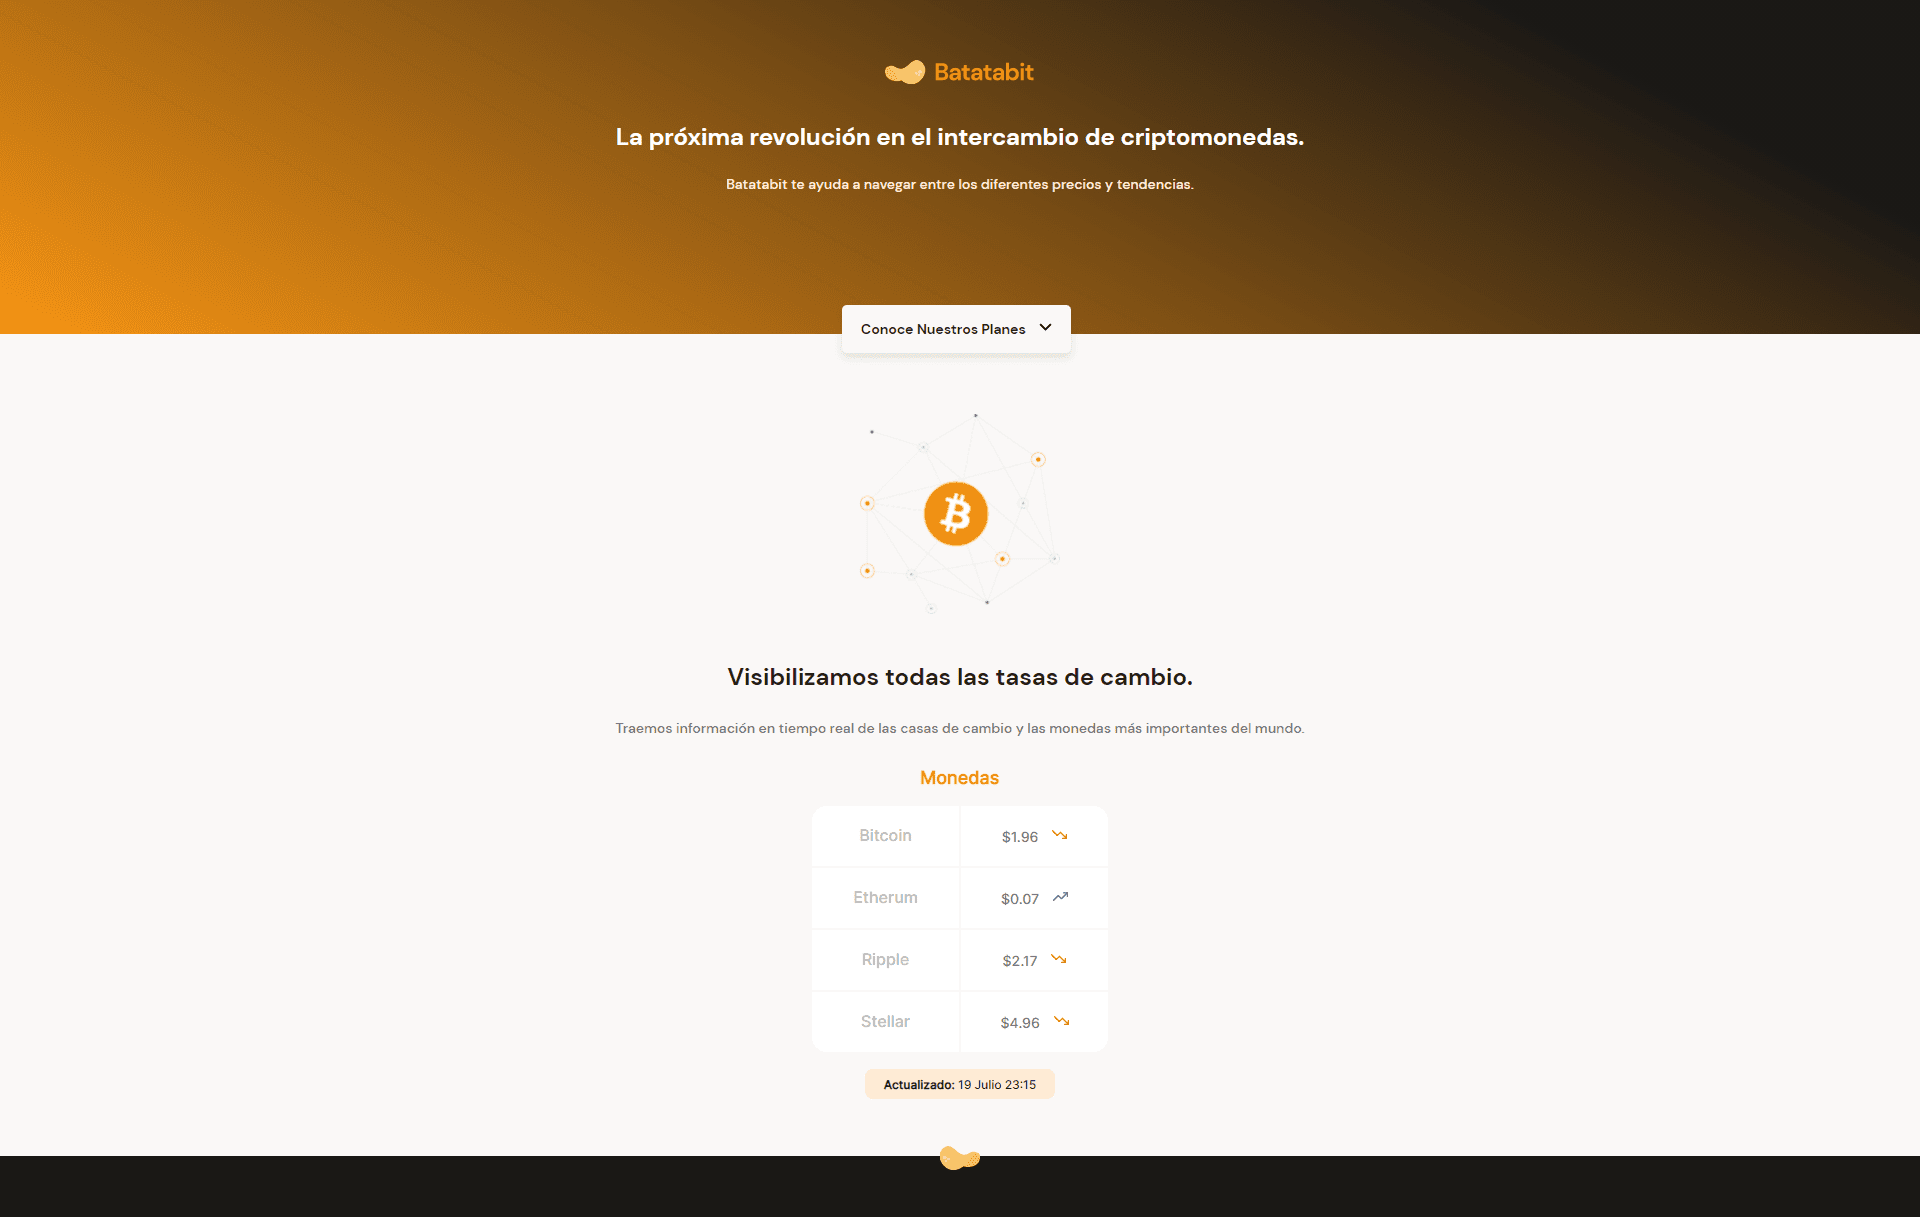 Batatabit
La próxima revolución en el intercambio de criptomonedas.
Batatabit te ayuda a navegar entre los diferentes precios y tendencias.
Conoce Nuestros Planes
Visibilizamos todas las tasas de cambio.
Traemos información en tiempo real de las casas de cambio y las monedas más importantes del mundo.
Monedas
Bitcoin $1.96
Etherum $0.07
Ripple $2.17
Stellar $4.96
Actualizado: 19 Julio 23:15